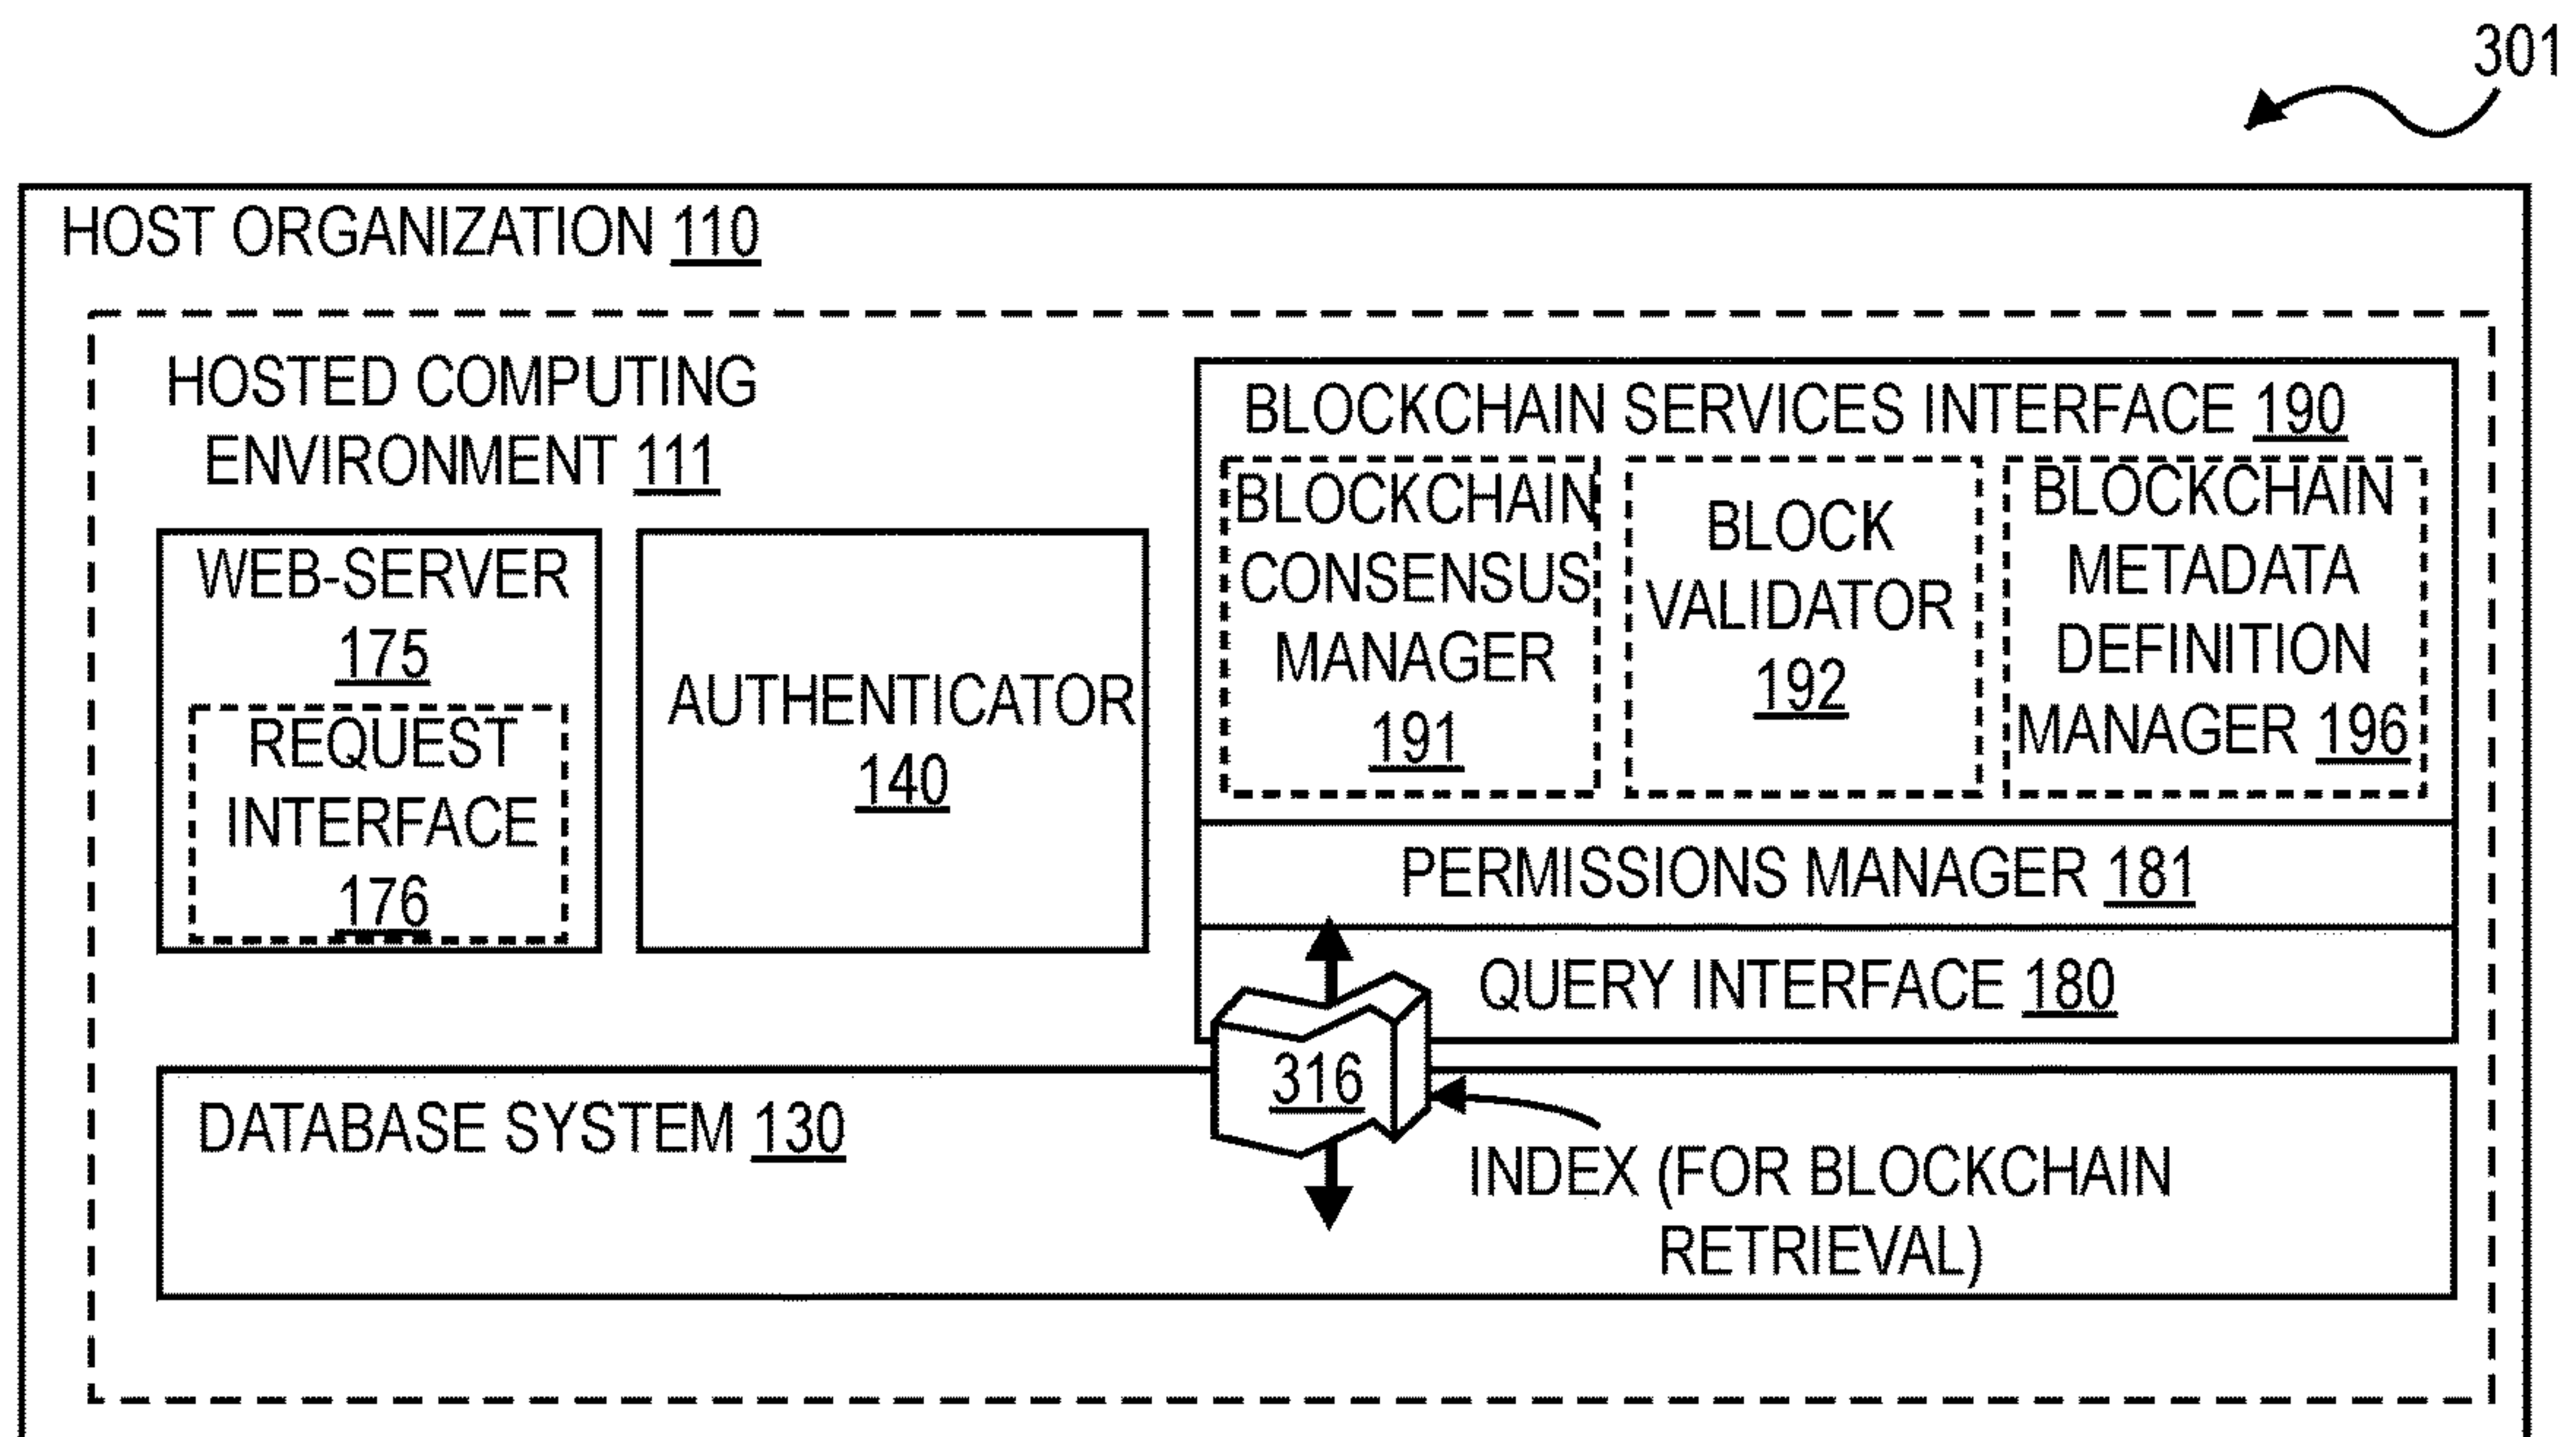 301
HOST ORGANIZATION 110
HOSTED COMPUTING
ENVIRONMENT 111
WEB-SERVER
175
REQUEST
INTERFACE
176
AUTHENTICATOR
140
BLOCKCHAIN SERVICES INTERFACE 190
BLOCKCHAIN
CONSENSUS
MANAGER
191
BLOCK
VALIDATOR
192
BLOCKCHAIN
METADATA
DEFINITION
MANAGER 196
PERMISSIONS MANAGER 181
QUERY INTERFACE 180
316
DATABASE SYSTEM 130
INDEX (FOR BLOCKCHAIN
RETRIEVAL)